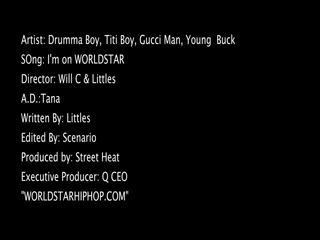 Artist: Drumma Boy, Titi Boy, Gucci Man, Young  Buck
SOng: I'm on WORLDSTAR
Director: Will C & Littles
A.D.:Tana
Written By: Littles
Edited By: Scenario
Produced by: Street Heat
Executive Producer: Q CEO
"WORLDSTARHIPHOP.COM"